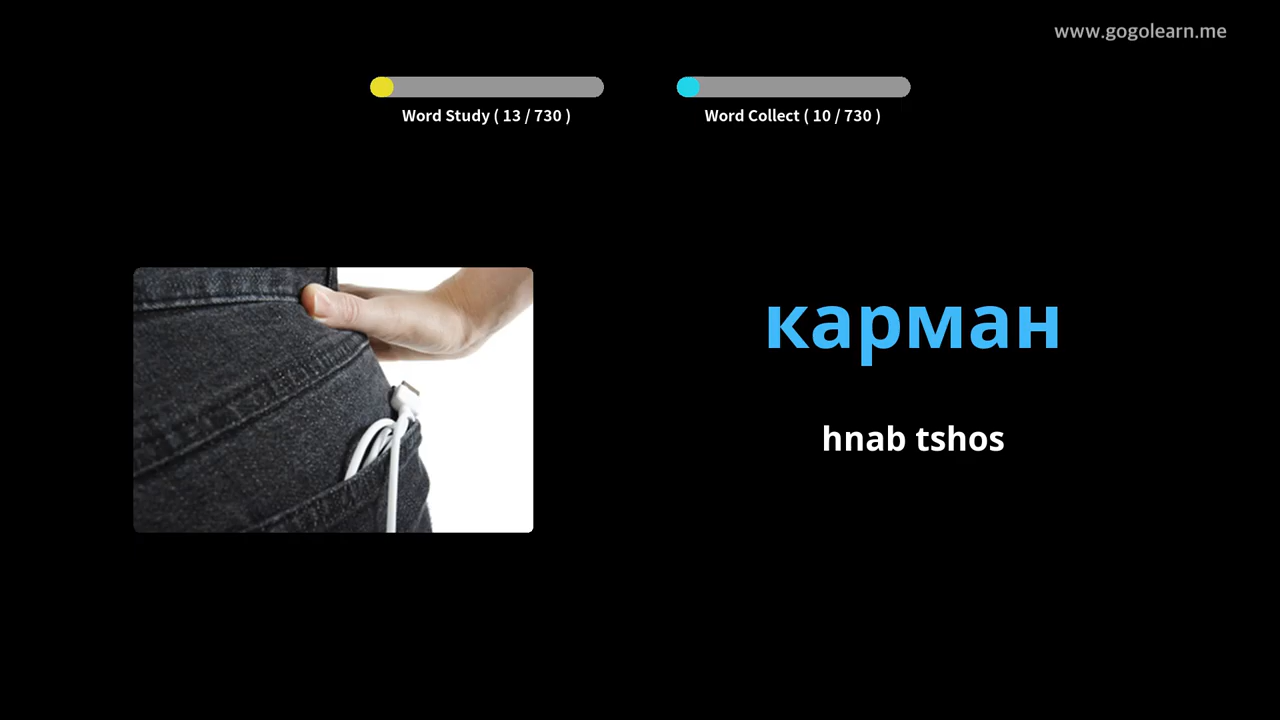 www.gogolearn.me
Word Study ( 13 / 730 )
Word Collect ( 10 / 730 )
карман
hnab tshos